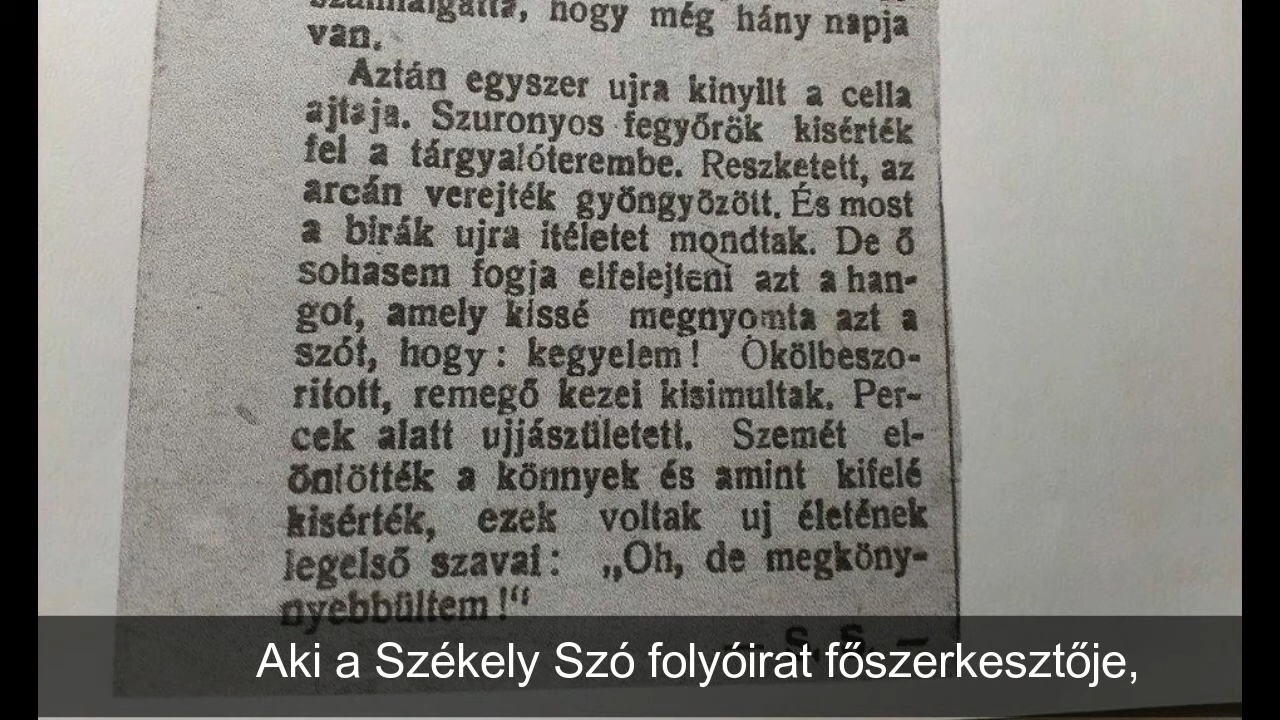 számlálgatta, hogy még hány napja
van.
Aztán egyszer ujra kinyilt a cella
ajtaja. Szuronyos fegyőrök kisérték
fel a tárgyalóterembe. Reszketett, az
arcán verejték gyöngyözött. És most
a birák ujra itéletet mondtak. De ő
sohasem fogja elfelejteni azt a han-
got, amely kissé megnyomta azt a
szót, hogy: kegyelem! Ökölbeszo-
ritott, remegő kezei kisimultak. Per-
cek alatt ujjászületett. Szemét el-
öntötték a könnyek és amint kifelé
kisérték, ezek voltak uj életének
legelső szavai: „Oh, de megköny-
nyebbültem!“
— S. S. —
Aki a Székely Szó folyóirat főszerkesztője,